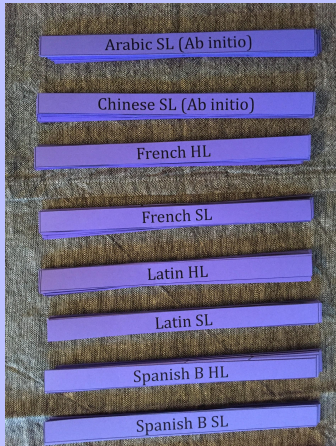 Arabic SL (Ab initio)
Chinese SL (Ab initio)
French HL
French SL
Latin HL
Latin SL
Spanish B HL
Spanish B SL